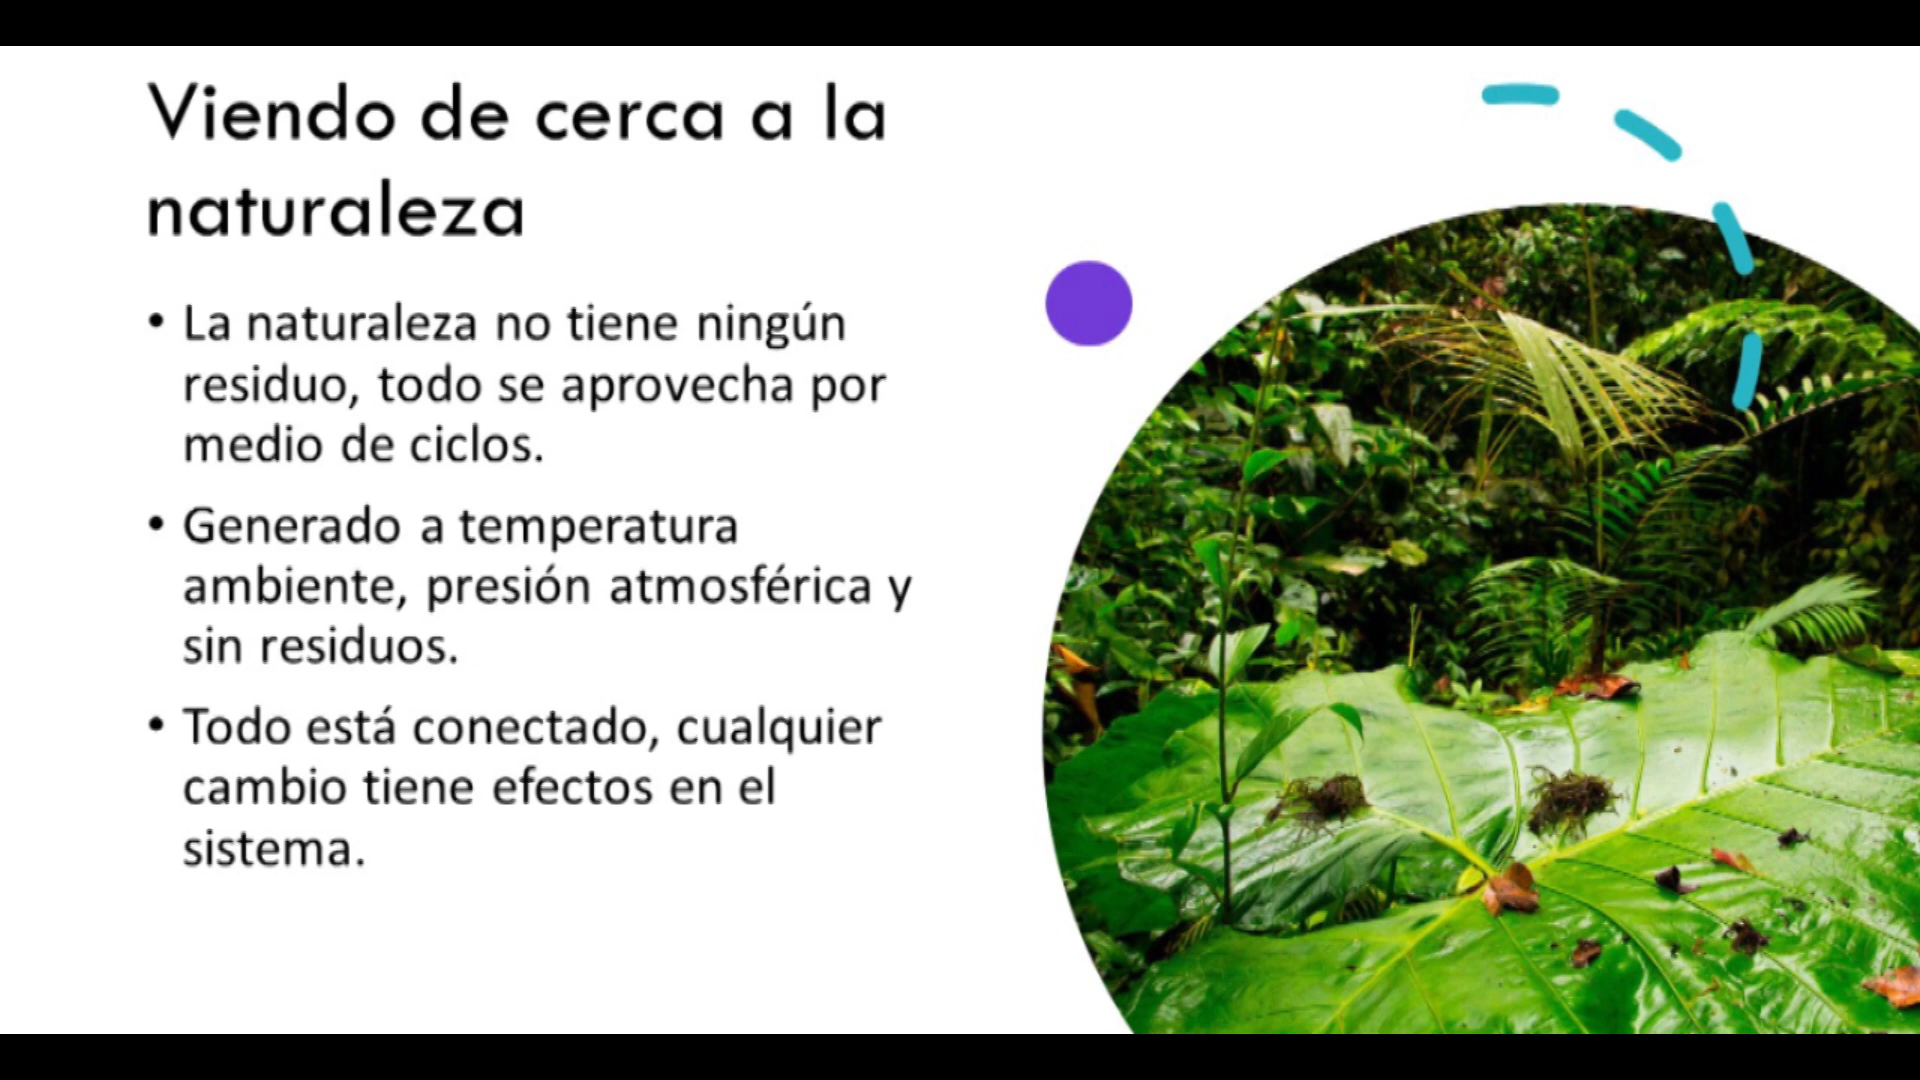 Viendo de cerca a la
naturaleza
• La naturaleza no tiene ningún
residuo, todo se aprovecha por
medio de ciclos.
• Generado a temperatura
ambiente, presión atmosférica y
sin residuos.
• Todo está conectado, cualquier
cambio tiene efectos en el
sistema.